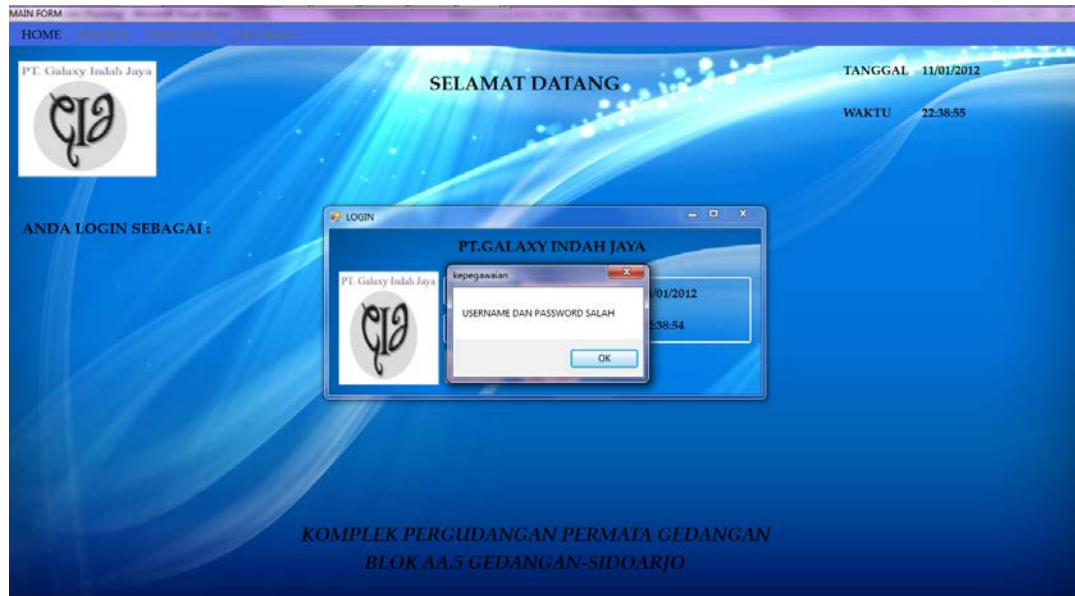 MAIN FORM
HOME
PT. Galaxy Indah Jaya
GIJ
SELAMAT DATANG
TANGGAL 11/01/2012
WAKTU 22:38:55
ANDA LOGIN SEBAGAI :
LOGIN
PT.GALAXY INDAH JAYA
PT. Galaxy Indah Jaya
GIJ
kepegawaian
USERNAME DAN PASSWORD SALAH
OK
/01/2012
:38:54
KOMPLEK PERGUDANGAN PERMATA GEDANGAN
BLOK AA.5 GEDANGAN-SIDOARJO